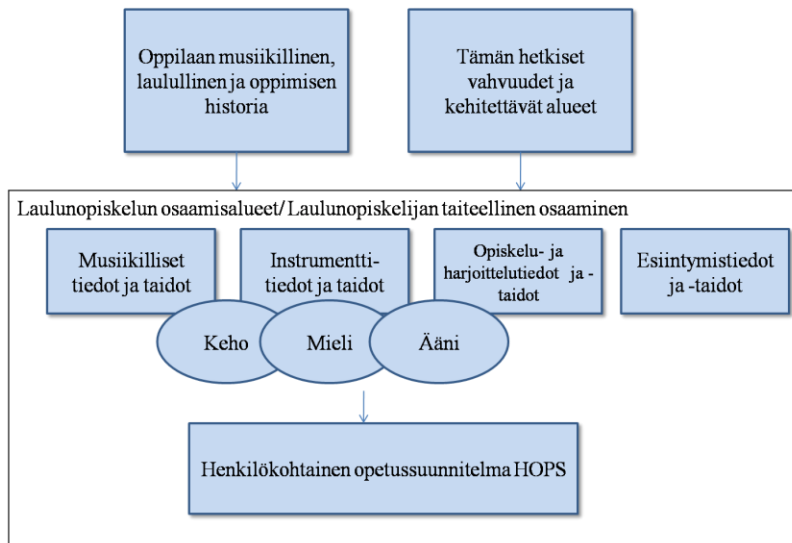 Oppilaan musiikillinen,
laulullinen ja oppimisen
historia
Tämän hetkiset
vahvuudet ja
kehitettävät alueet
Laulunopiskelun osaamisalueet/ Laulunopiskelijan taiteellinen osaaminen
Musiikilliset
tiedot ja taidot
Instrumentti-
tiedot ja taidot
Opiskelu- ja
harjoittelutiedot ja -
taidot
Esiintymistiedot
ja -taidot
Keho
Mieli
Ääni
Henkilökohtainen opetussuunnitelma HOPS